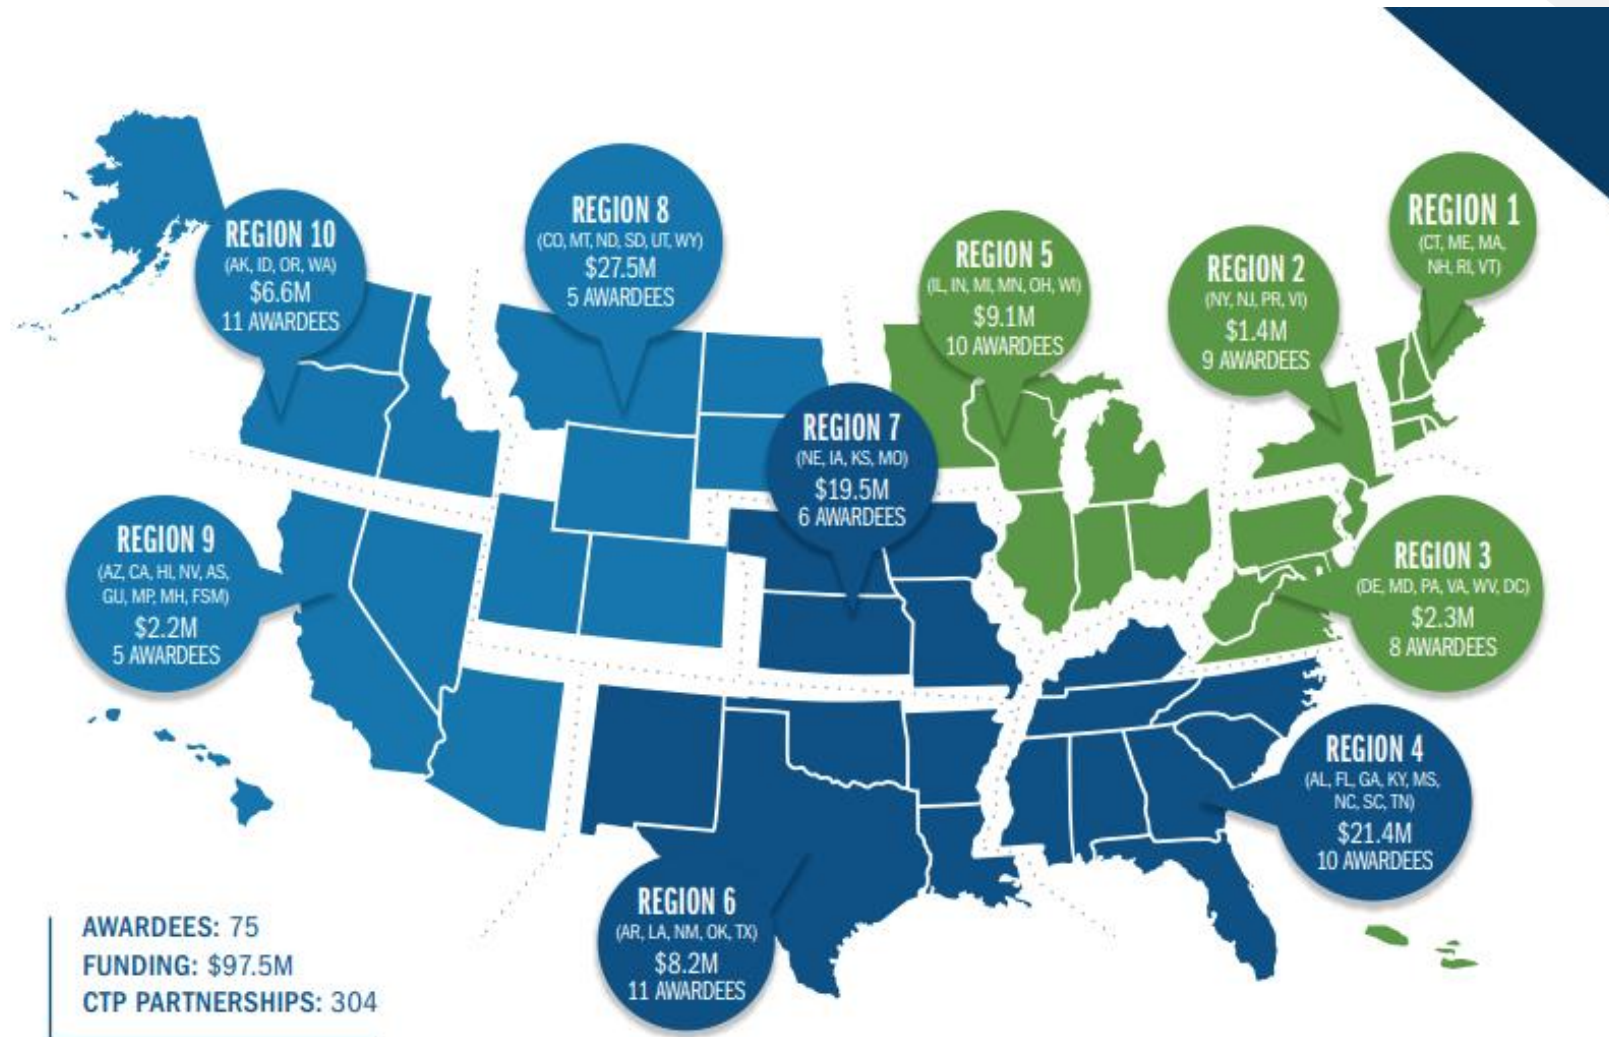 REGION 10
(AK, ID, OR, WA)
$6.6M
11 AWARDEES
REGION 8
(CO, MT, ND, SD, UT, WY)
$27.5M
5 AWARDEES
REGION 5
(IL, IN, MI, MN, OH, WI)
$9.1M
10 AWARDEES
REGION 2
(NY, NJ, PR, VI)
$1.4M
9 AWARDEES
REGION 1
(CT, ME, MA,
NH, RI, VT)
REGION 7
(NE, IA, KS, MO)
$19.5M
6 AWARDEES
REGION 9
(AZ, CA, HI, NV, AS,
GU, MP, MH, FSM)
$2.2M
5 AWARDEES
REGION 3
(DE, MD, PA, VA, WV, DC)
$2.3M
8 AWARDEES
REGION 4
(AL, FL, GA, KY, MS,
NC, SC, TN)
$21.4M
10 AWARDEES
REGION 6
(AR, LA, NM, OK, TX)
$8.2M
11 AWARDEES
AWARDEES: 75
FUNDING: $97.5M
CTP PARTNERSHIPS: 304